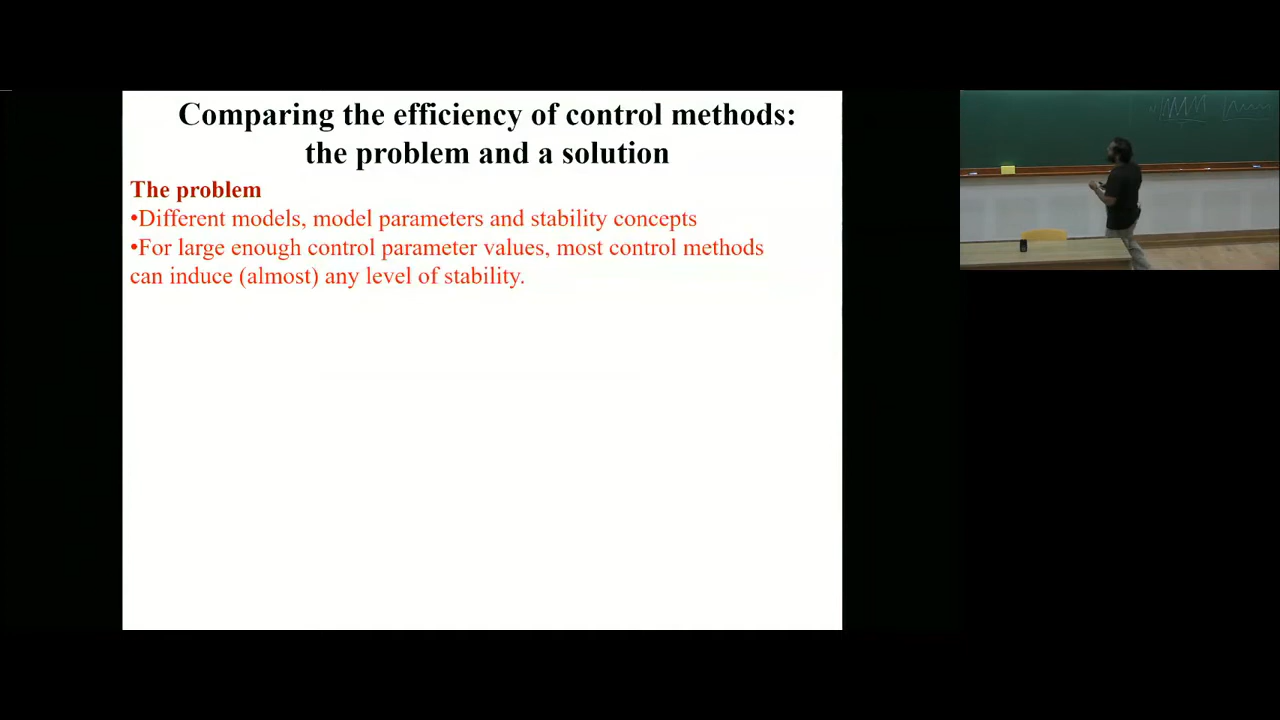 Comparing the efficiency of control methods:
the problem and a solution
The problem
•Different models, model parameters and stability concepts
•For large enough control parameter values, most control methods
can induce (almost) any level of stability.